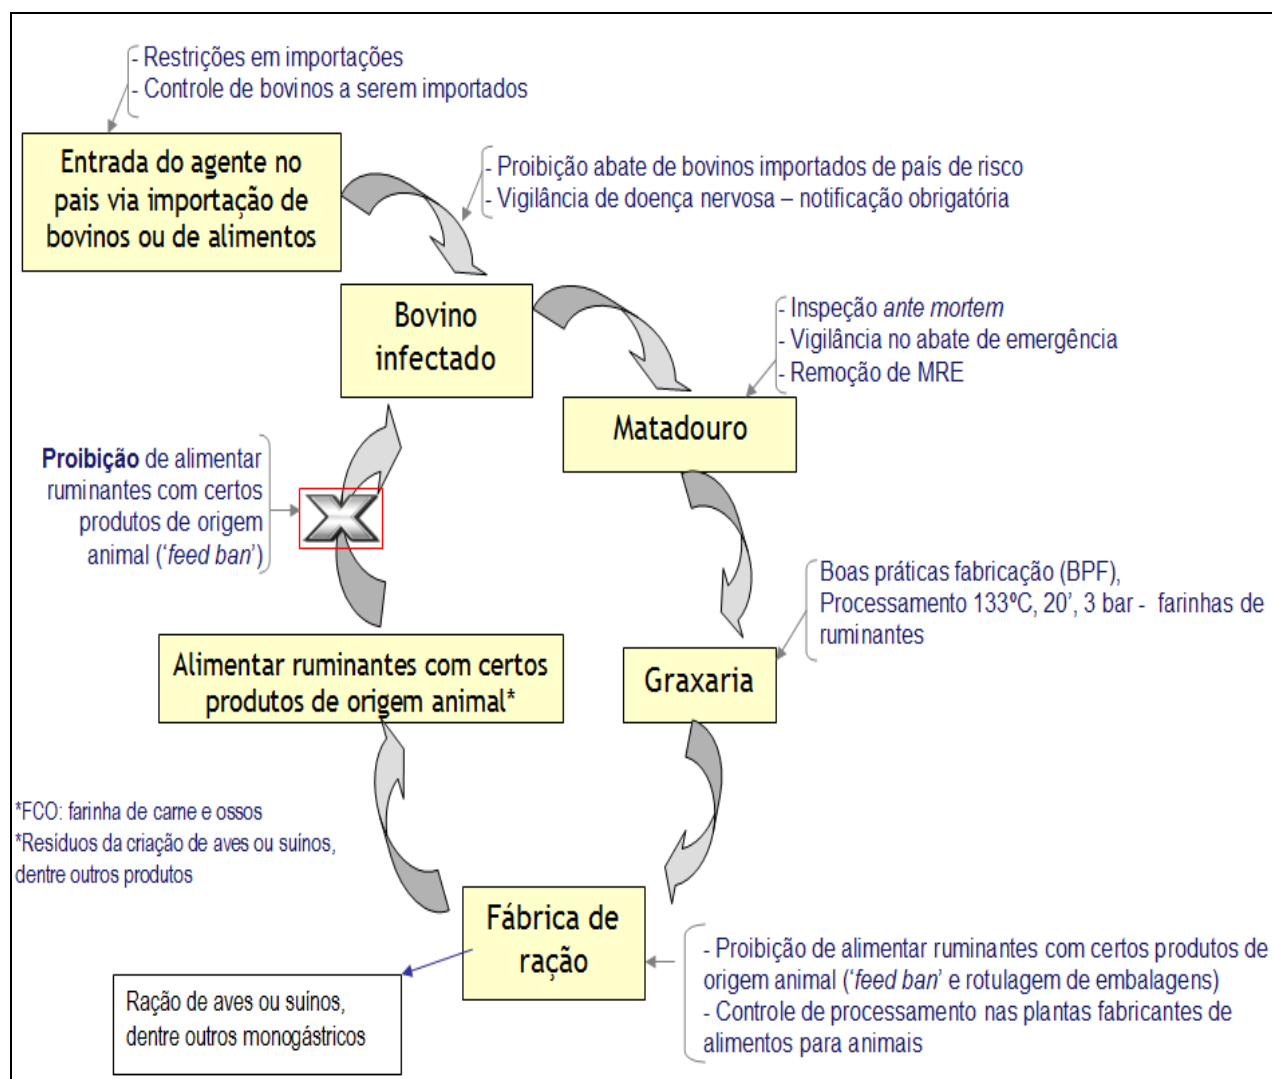 - Restrições em importações
- Controle de bovinos a serem importados
Entrada do agente no
país via importação de
bovinos ou de alimentos
- Proibição abate de bovinos importados de país de risco
- Vigilância de doença nervosa – notificação obrigatória
Bovino
infectado
- Inspeção ante mortem
- Vigilância no abate de emergência
- Remoção de MRE
Matadouro
Proibição de alimentar
ruminantes com certos
produtos de origem
animal (‘feed ban’)
X
Boas práticas fabricação (BPF),
Processamento 133ºC, 20’, 3 bar - farinhas de
ruminantes
Alimentar ruminantes com certos
produtos de origem animal*
Graxaria
*FCO: farinha de carne e ossos
*Resíduos da criação de aves ou suínos,
dentre outros produtos
Fábrica de
ração
- Proibição de alimentar ruminantes com certos produtos de
origem animal (‘feed ban’ e rotulagem de embalagens)
- Controle de processamento nas plantas fabricantes de
alimentos para animais
Ração de aves ou suínos,
dentre outros monogástricos